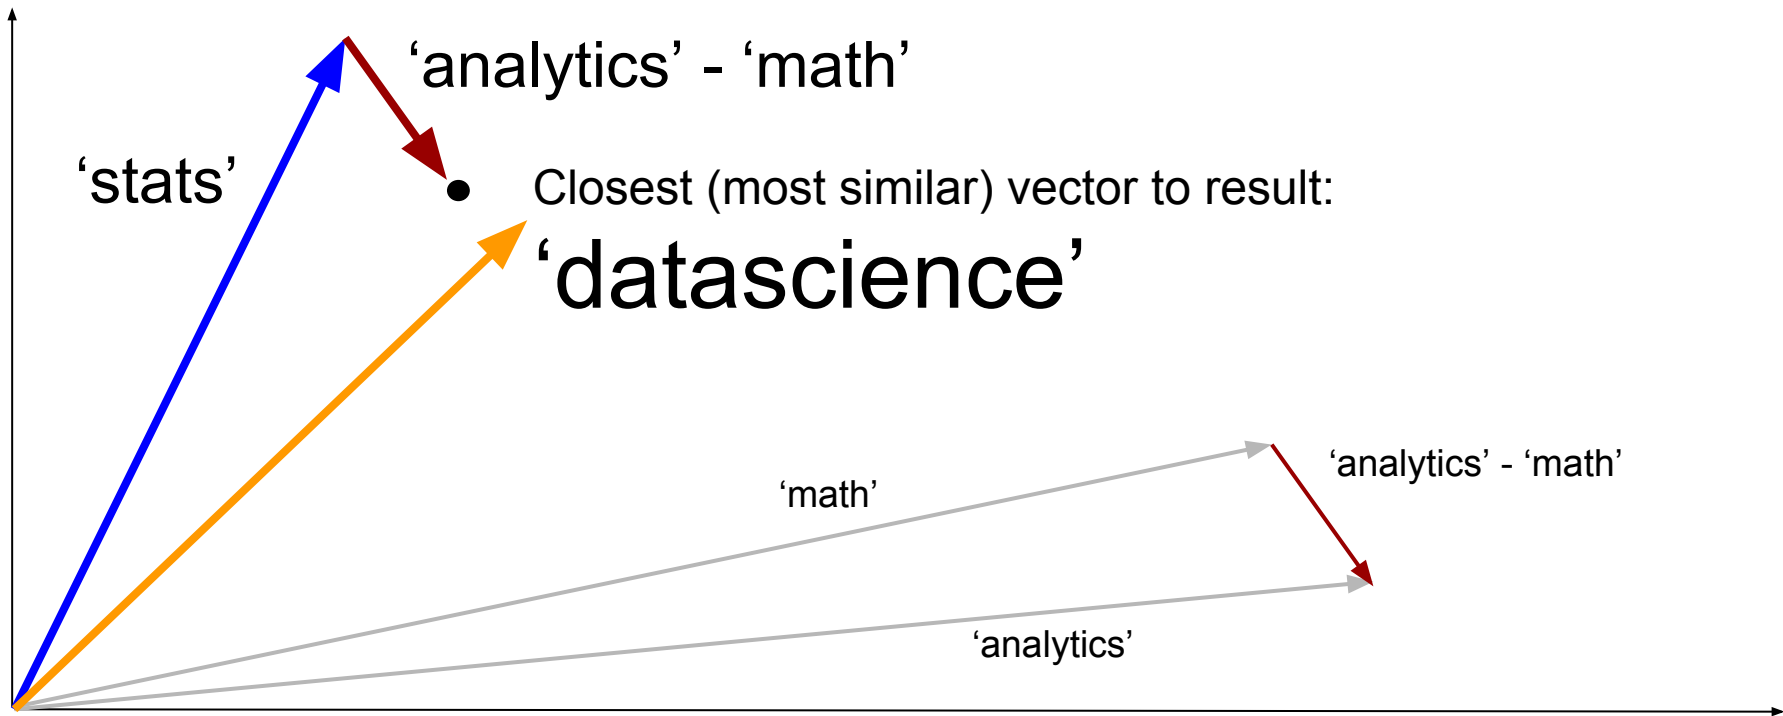 ‘analytics’ - ‘math’
‘stats’
Closest (most similar) vector to result:
‘datascience’
‘analytics’ - ‘math’
‘math’
‘analytics’